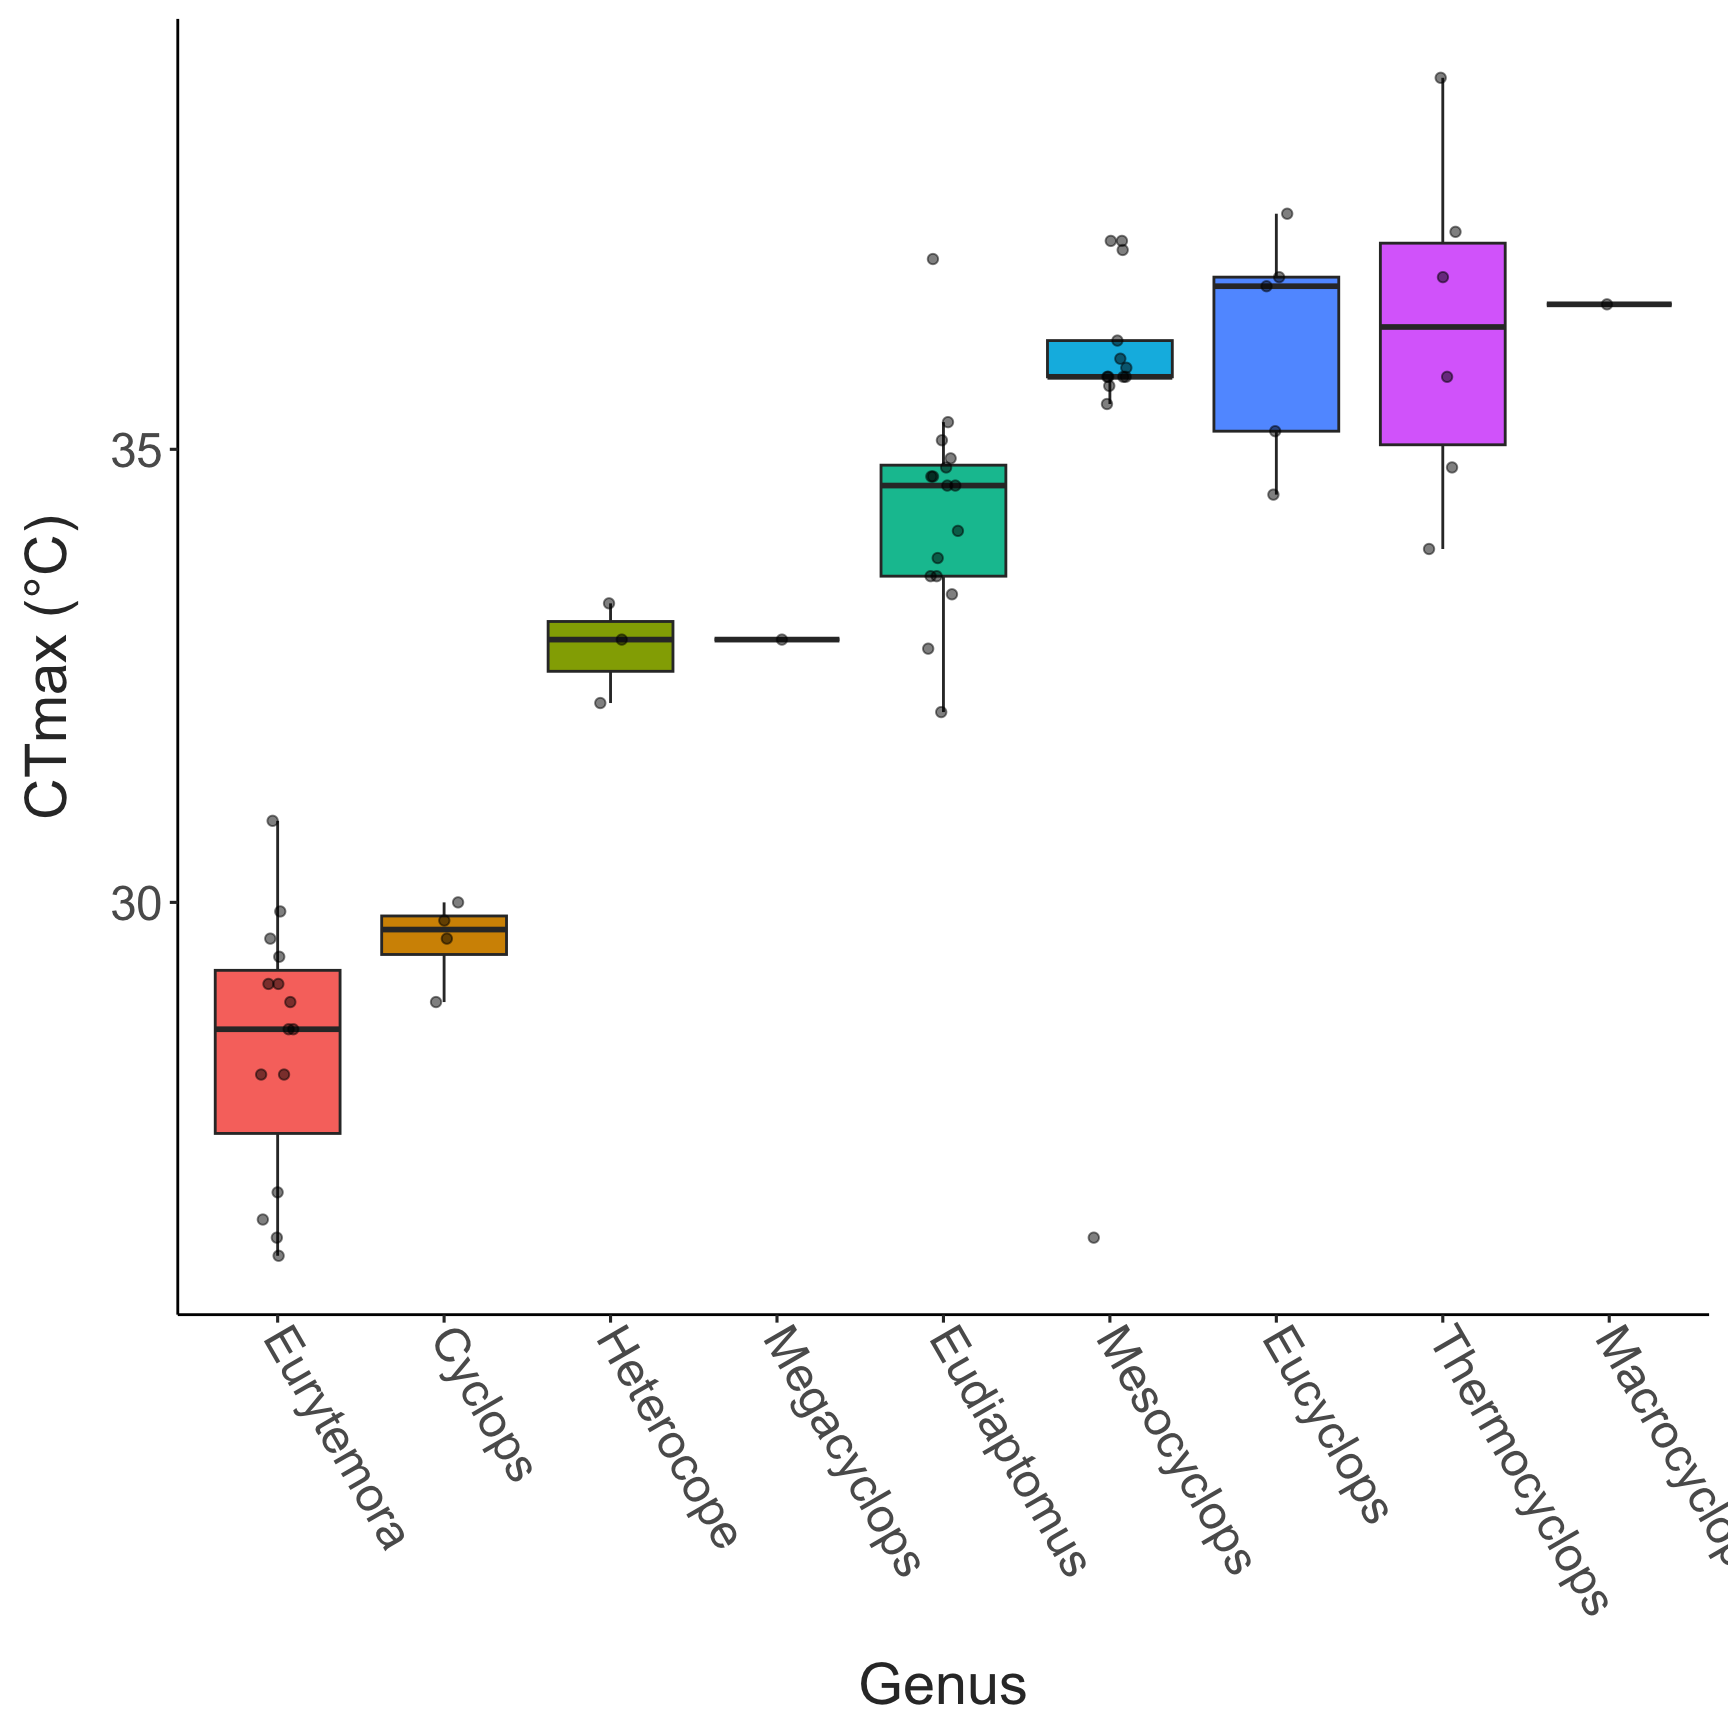 CTmax (°C)
35
30
Eurytemora
Cyclops
Heterocope
Megacyclops
Eudiaptomus
Mesocyclops
Eucyclops
Thermocyclops
Macrocyclop
Genus